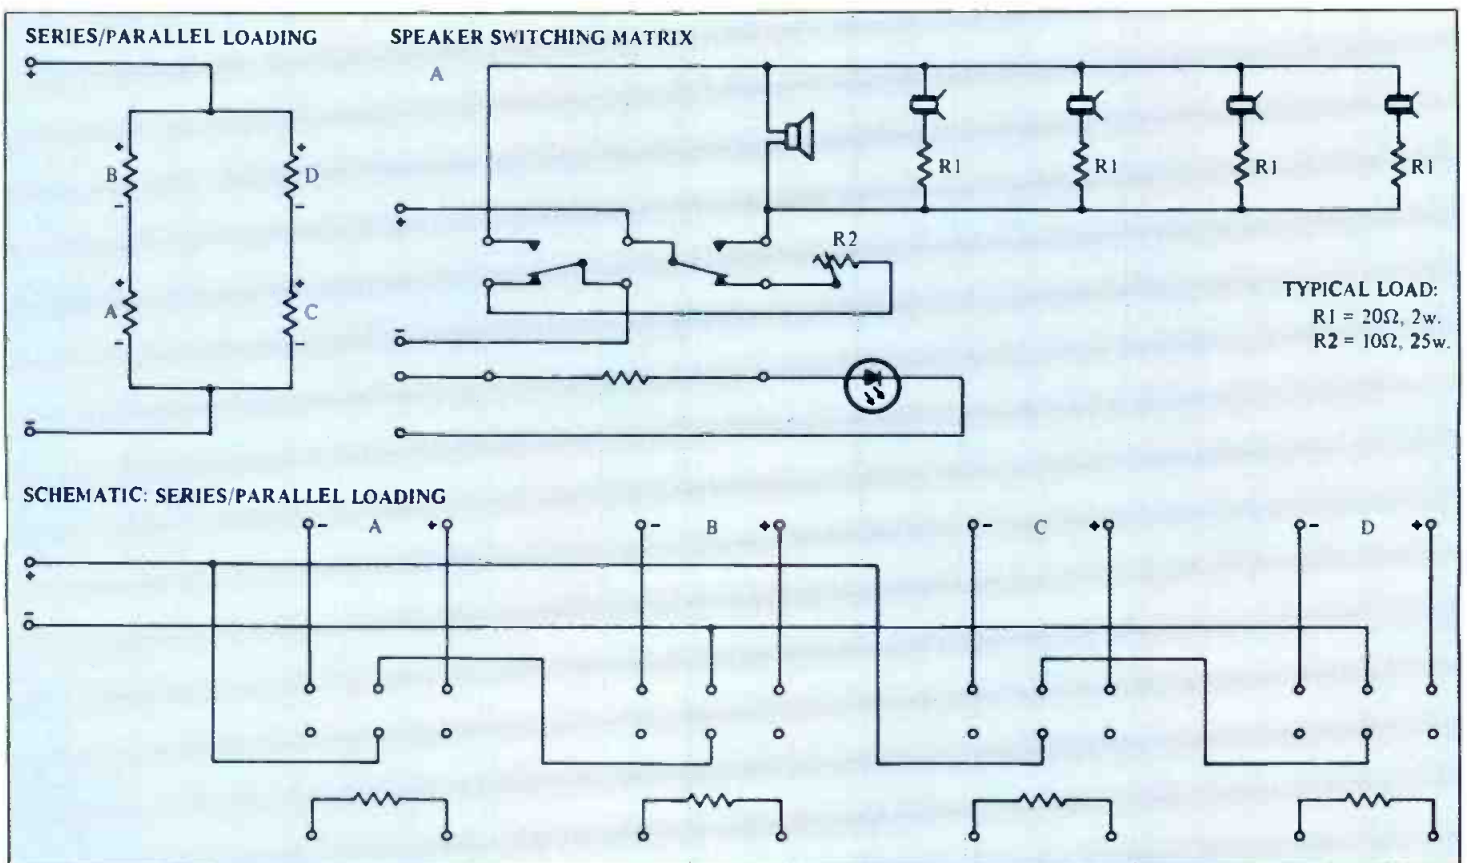 SERIES/PARALLEL LOADING
+
B
+
−
D
+
−
A
+
−
C
+
−
−
SPEAKER SWITCHING MATRIX
A
R1
R1
R1
R1
+
R2
−
TYPICAL LOAD:
R1 = 20Ω, 2w.
R2 = 10Ω, 25w.
SCHEMATIC: SERIES/PARALLEL LOADING
- A + - B + - C + - D +
+
−